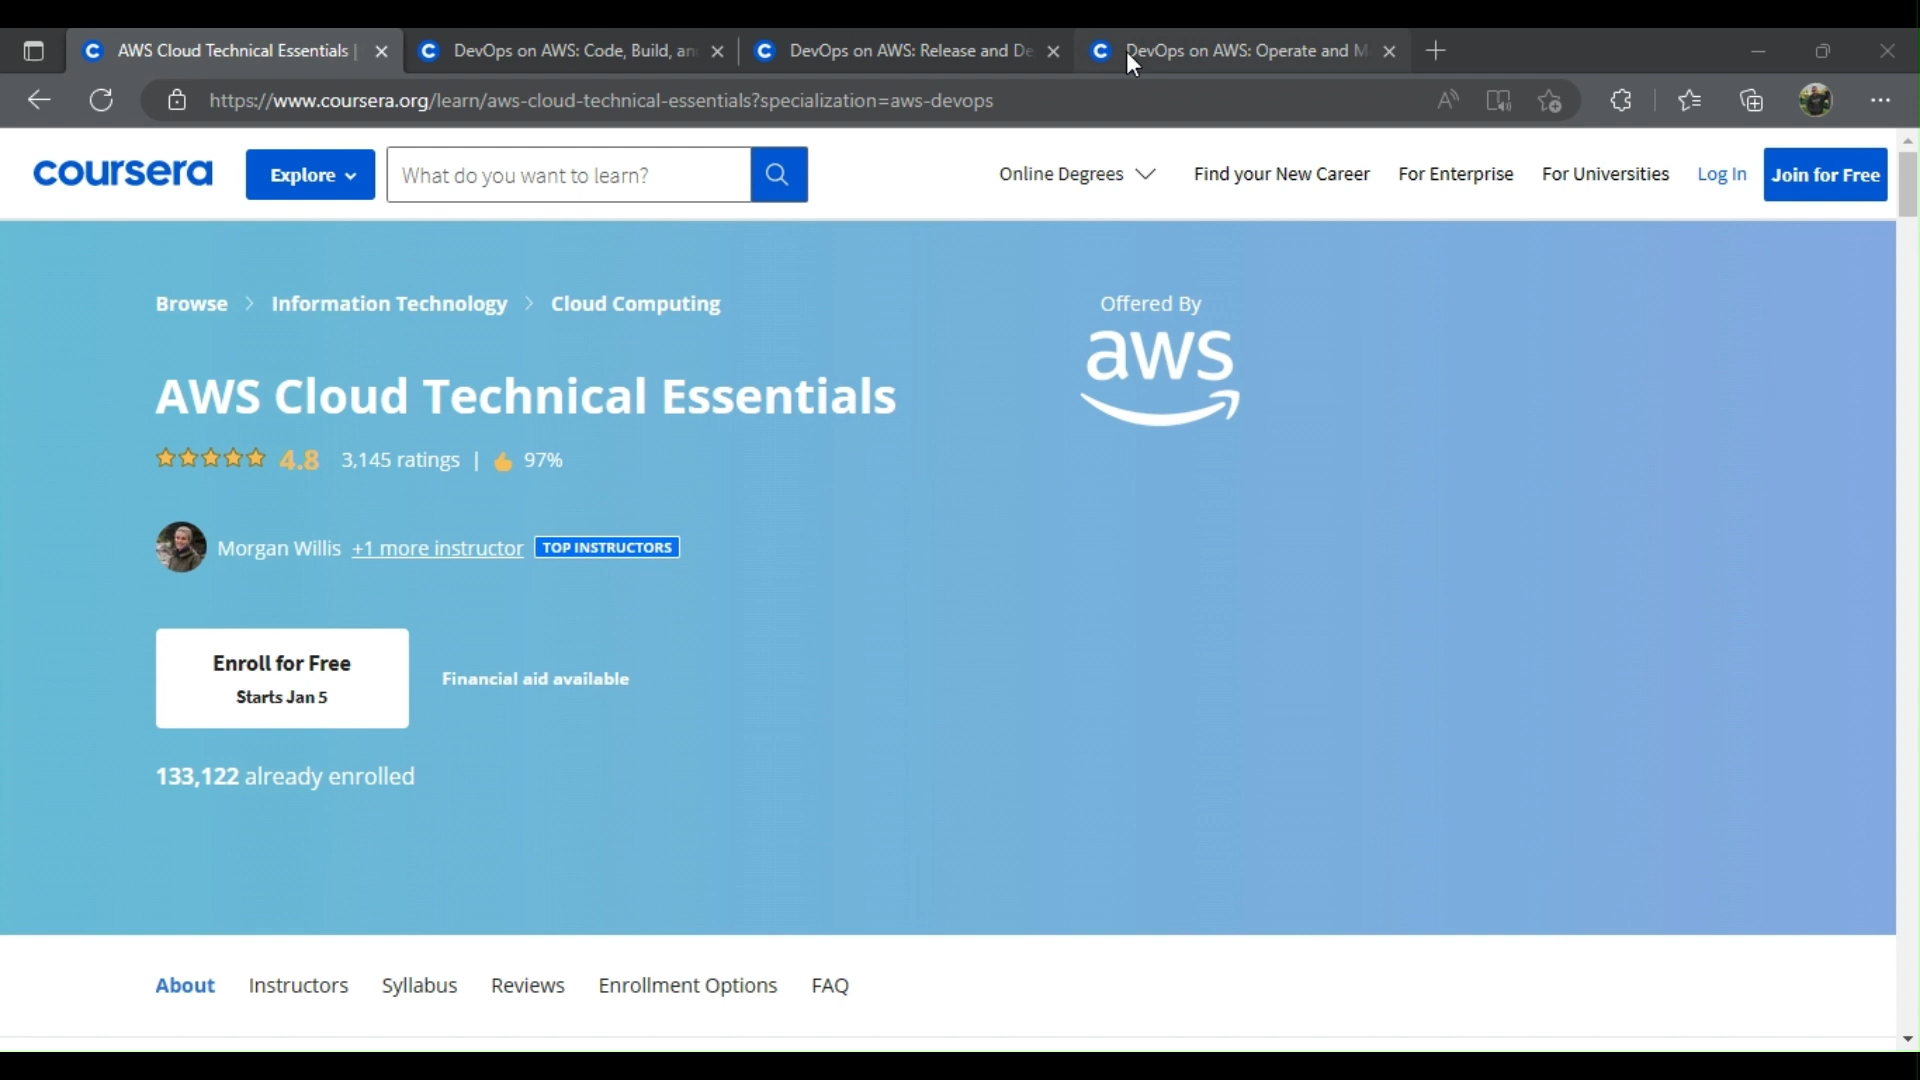 AWS Cloud Technical Essentials |
DevOps on AWS: Code, Build, an
DevOps on AWS: Release and De
DevOps on AWS: Operate and M
https://www.coursera.org/learn/aws-cloud-technical-essentials?specialization=aws-devops
coursera
Explore
What do you want to learn?
Online Degrees
Find your New Career
For Enterprise
For Universities
Log In
Join for Free
Browse > Information Technology > Cloud Computing
Offered By
aws
AWS Cloud Technical Essentials
4.8 3,145 ratings | 97%
Morgan Willis +1 more instructor TOP INSTRUCTORS
Enroll for Free
Starts Jan 5
Financial aid available
133,122 already enrolled
About Instructors Syllabus Reviews Enrollment Options FAQ